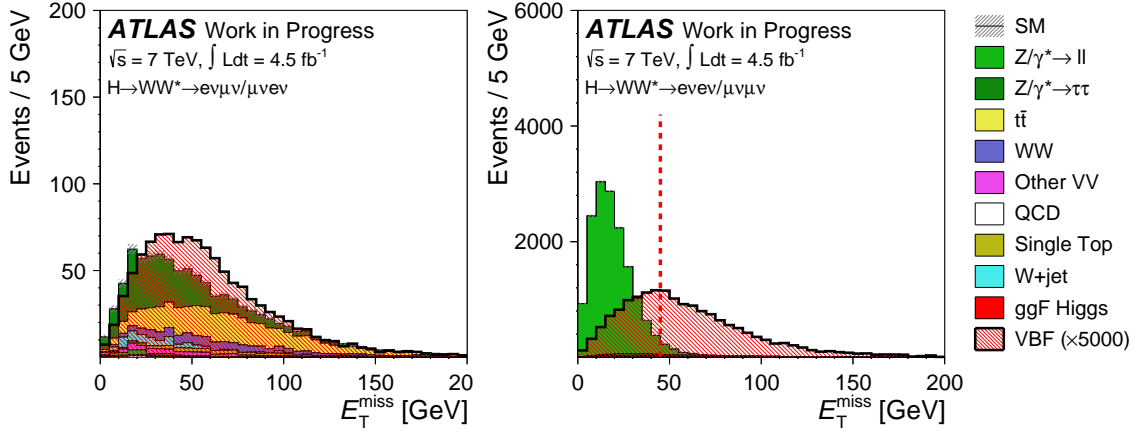 ATLAS Work in Progress
√s = 7 TeV, ∫ Ldt = 4.5 fb⁻¹
H→WW*→eνμν/μνeν
Events / 5 GeV
200
150
100
50
0 50 100 150 20
E_T^miss [GeV]
ATLAS Work in Progress
√s = 7 TeV, ∫ Ldt = 4.5 fb⁻¹
H→WW*→eνeν/μνμν
Events / 5 GeV
6000
4000
2000
0 50 100 150 200
E_T^miss [GeV]
SM
Z/γ*→ ll
Z/γ*→ττ
tt̄
WW
Other VV
QCD
Single Top
W+jet
ggF Higgs
VBF (×5000)